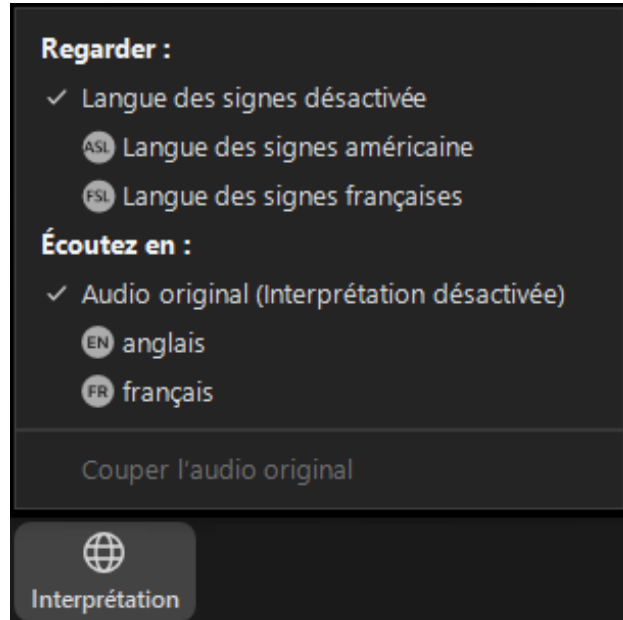 Regarder :
✓ Langue des signes désactivée
ASL Langue des signes américaine
FSL Langue des signes françaises
Écoutez en :
✓ Audio original (Interprétation désactivée)
EN anglais
FR français
Couper l'audio original
Interprétation